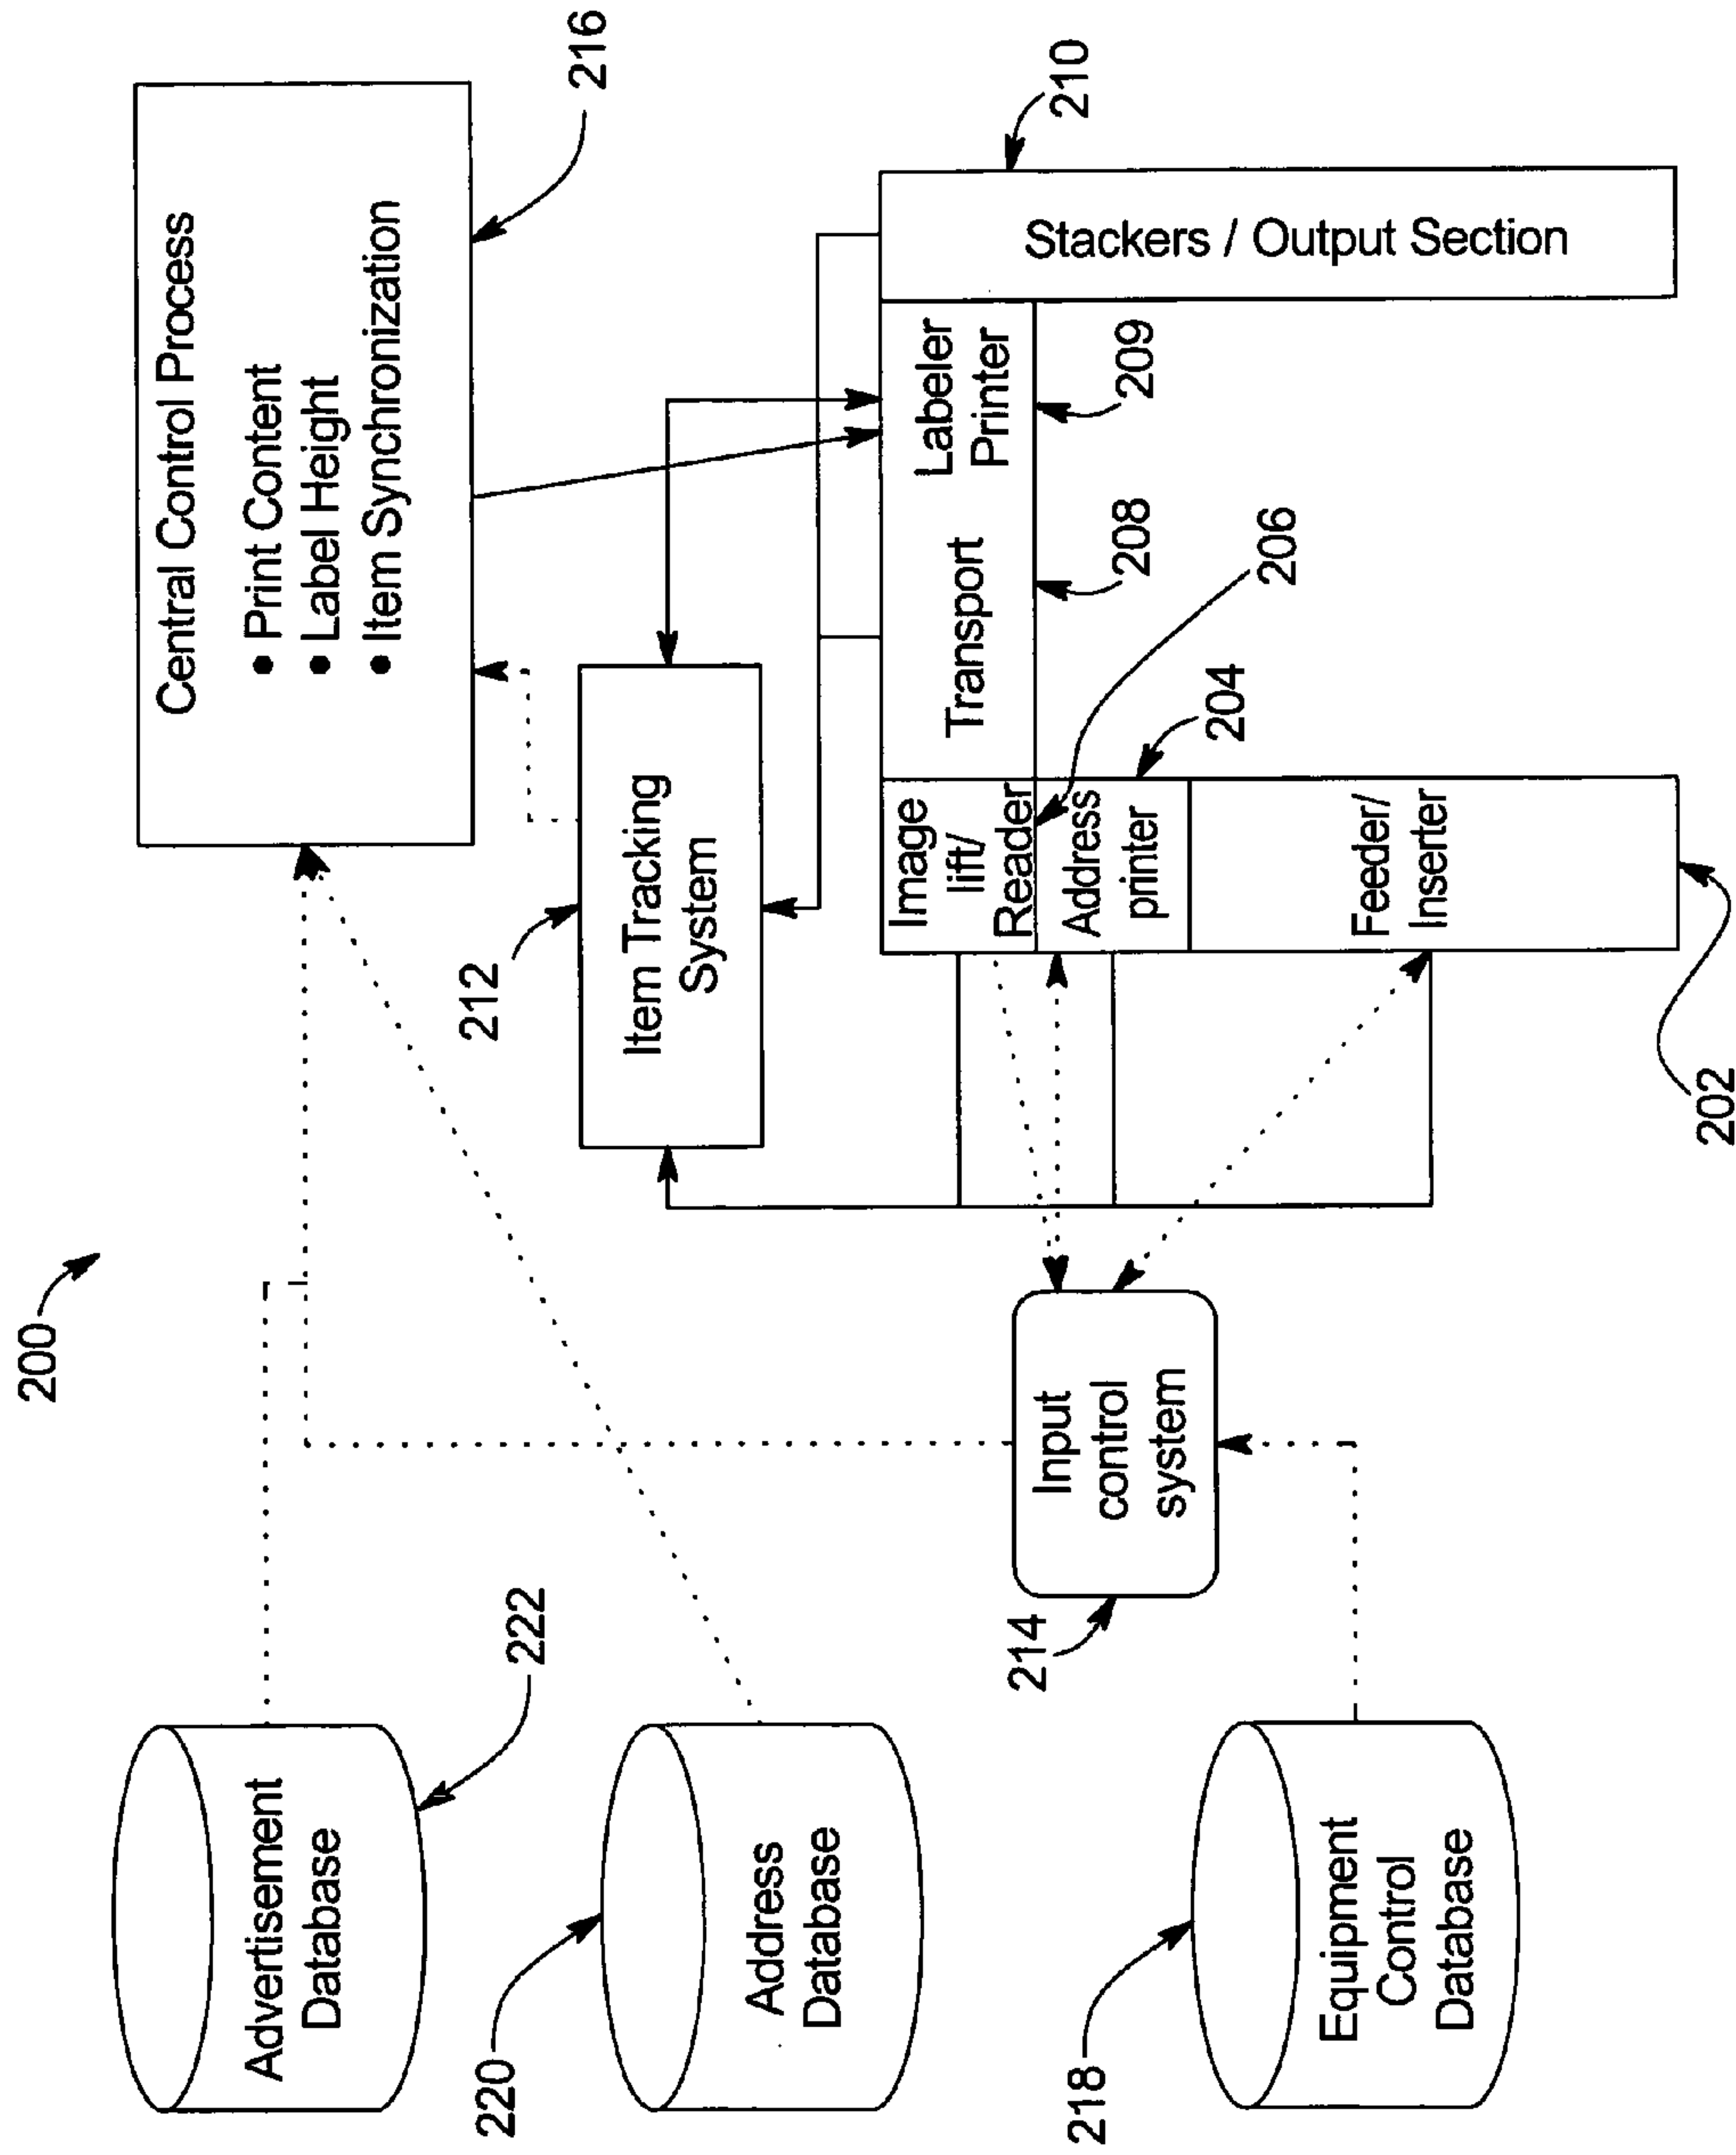 200
Central Control Process
● Print Content
● Label Height
● Item Synchronization
216
Advertisement
Database
222
212
Item Tracking
System
220
Address
Database
Image
lift/
Reader
Transport
Labeler
Printer
210
Stackers / Output Section
Address
printer
206
208
209
204
Feeder/
Inserter
202
Input
control
system
214
218
Equipment
Control
Database